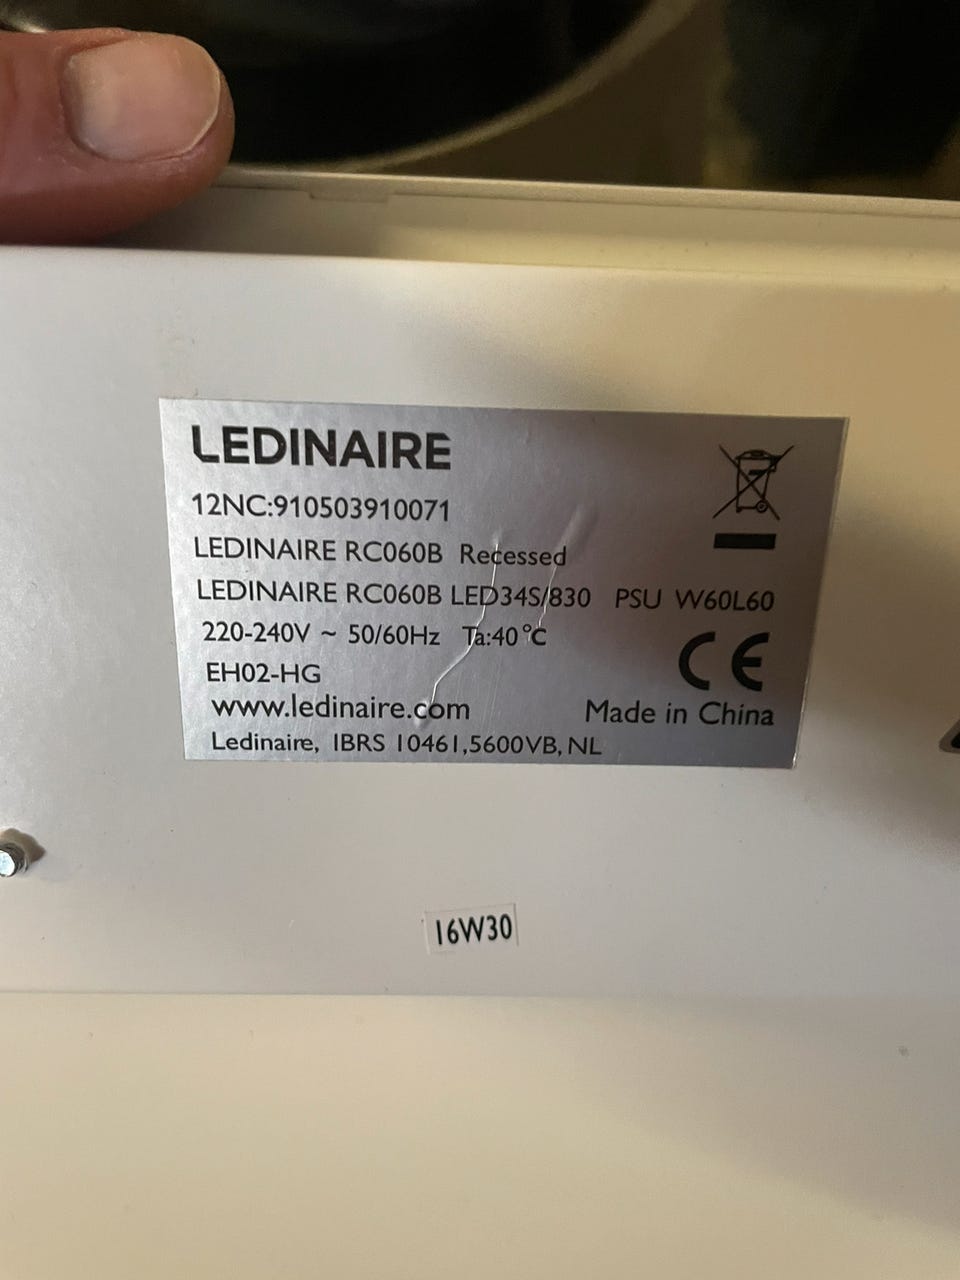 LEDINAIRE
12NC:910503910071
LEDINAIRE RC060B Recessed
LEDINAIRE RC060B LED34S/830 PSU W60L60
220-240V ~ 50/60Hz Ta:40°C
CE
EH02-HG
www.ledinaire.com
Made in China
Ledinaire, IBRS 10461,5600VB, NL
16W30